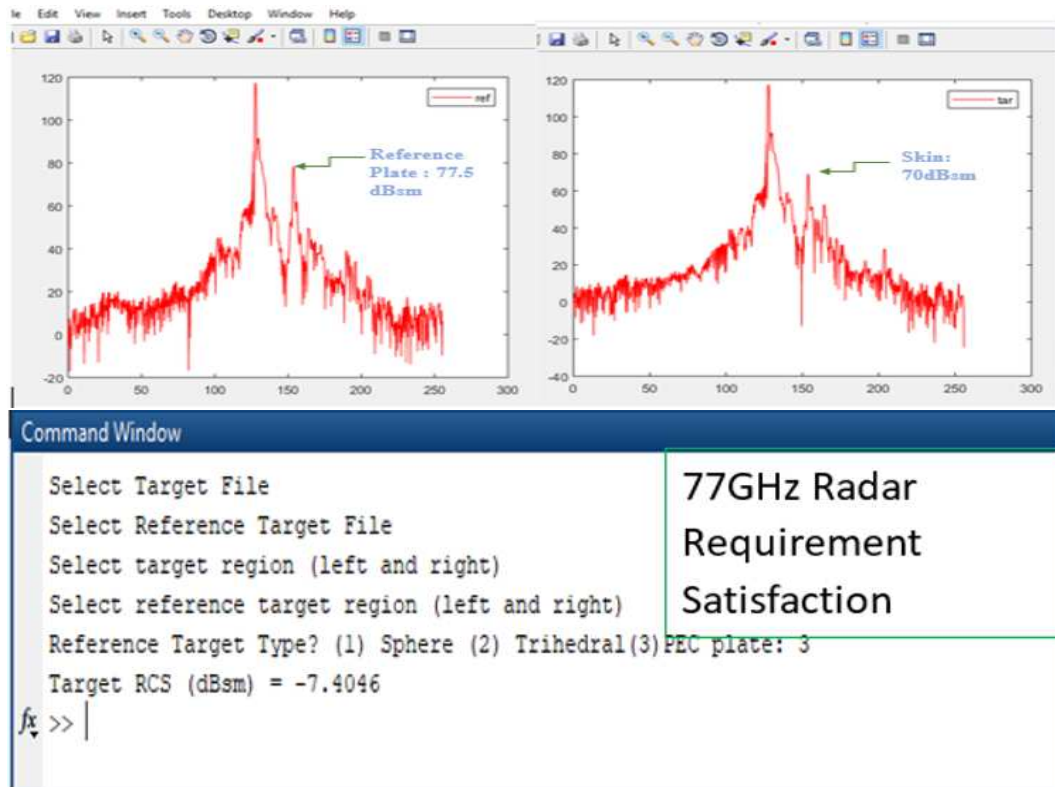 le Edit View Insert Tools Desktop Window Help
120
100
80
60
40
20
0
-20
0 50 100 150 200 250 300
ref
Reference
Plate : 77.5
dBsm
120
100
80
60
40
20
0
-20
-40
0 50 100 150 200 250 300
tar
Skin:
70dBsm
Command Window
Select Target File
Select Reference Target File
Select target region (left and right)
Select reference target region (left and right)
Reference Target Type? (1) Sphere (2) Trihedral(3)PEC plate: 3
Target RCS (dBsm) = -7.4046
fx >>
77GHz Radar
Requirement
Satisfaction